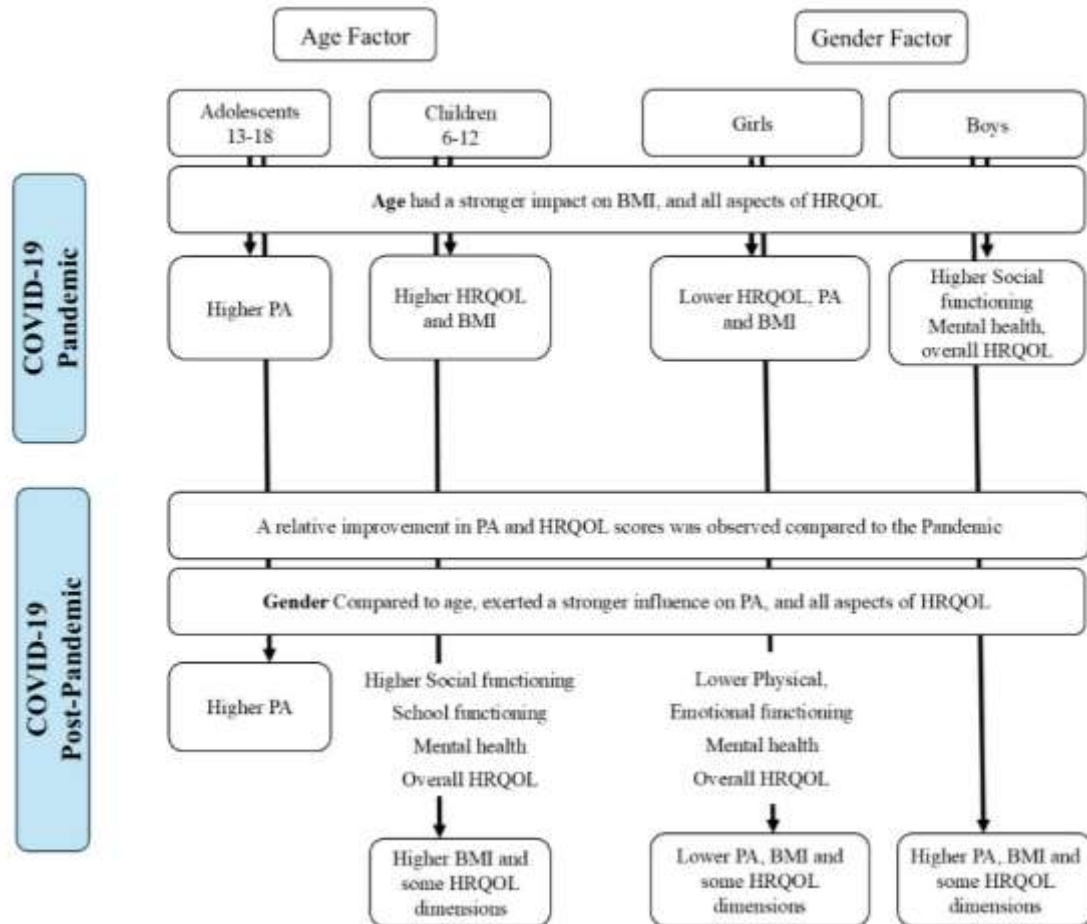 Age Factor
Gender Factor
Adolescents
13-18
Children
6-12
Girls
Boys
COVID-19
Pandemic
Age had a stronger impact on BMI, and all aspects of HRQOL
Higher PA
Higher HRQOL
and BMI
Lower HRQOL, PA
and BMI
Higher Social
functioning
Mental health,
overall HRQOL
COVID-19
Post-Pandemic
A relative improvement in PA and HRQOL scores was observed compared to the Pandemic
Gender Compared to age, exerted a stronger influence on PA, and all aspects of HRQOL
Higher PA
Higher Social functioning
School functioning
Mental health
Overall HRQOL
Lower Physical,
Emotional functioning
Mental health
Overall HRQOL
Higher BMI and
some HRQOL
dimensions
Lower PA, BMI and
some HRQOL
dimensions
Higher PA, BMI and
some HRQOL
dimensions